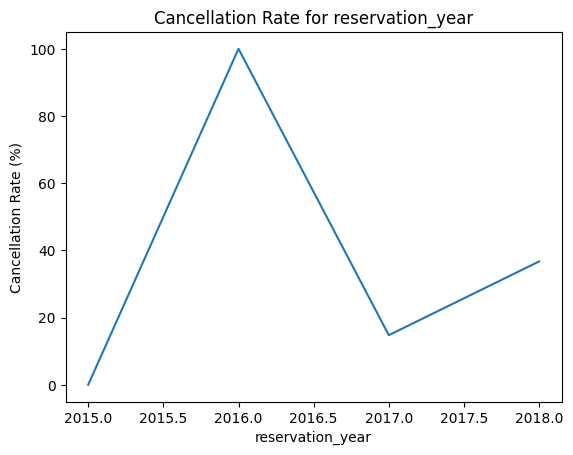 Cancellation Rate for reservation_year
Cancellation Rate (%)
100
80
60
40
20
0
2015.0 2015.5 2016.0 2016.5 2017.0 2017.5 2018.0
reservation_year